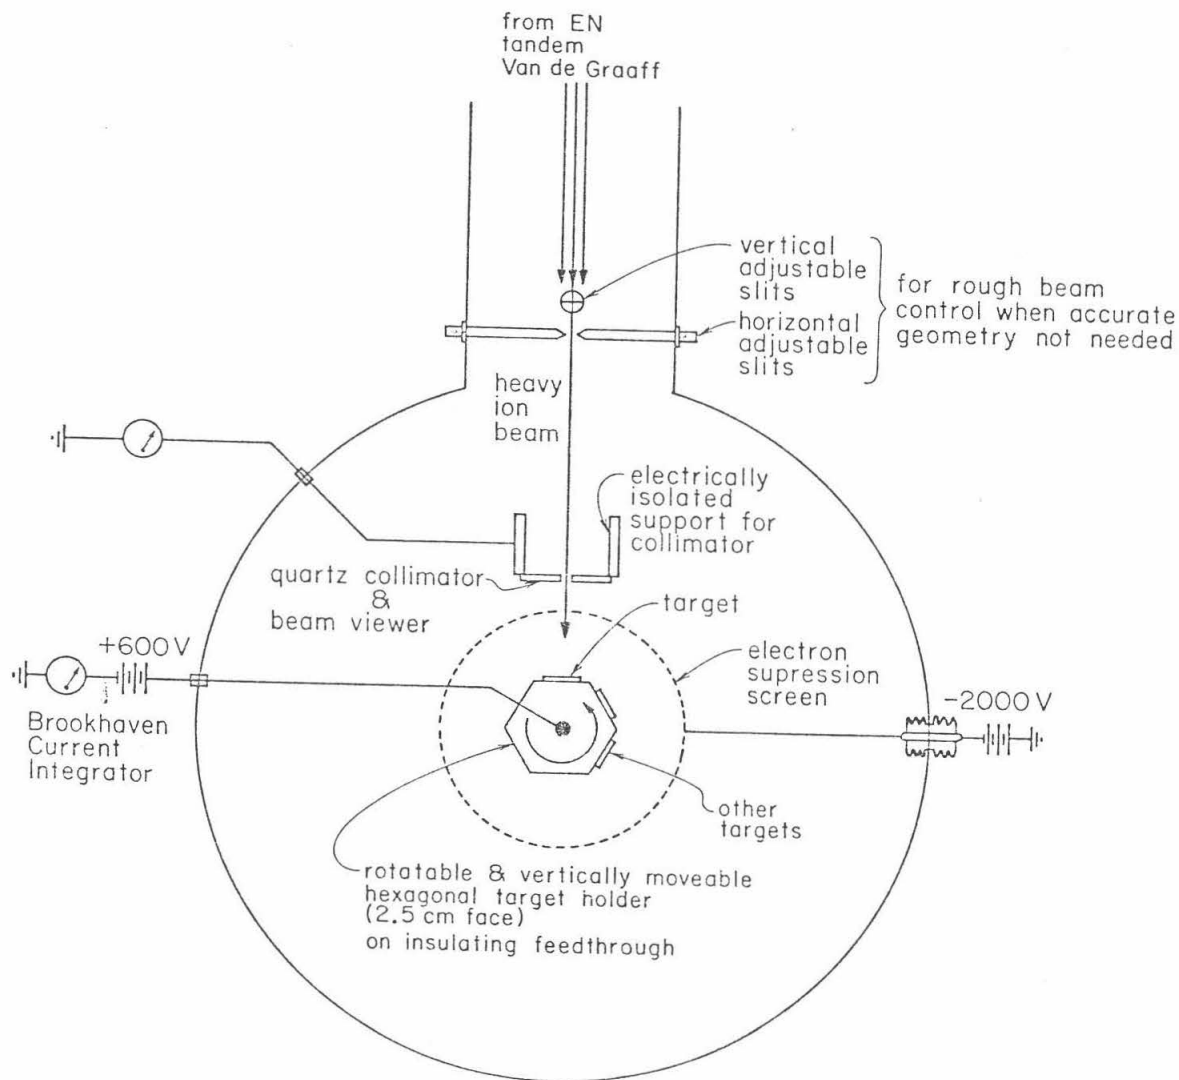 from EN
tandem
Van de Graaff
vertical
adjustable
slits
horizontal
adjustable
slits
for rough beam
control when accurate
geometry not needed
heavy
ion
beam
electrically
isolated
support for
collimator
quartz collimator
&
beam viewer
target
+600V
electron
supression
screen
-2000V
Brookhaven
Current
Integrator
other
targets
rotatable & vertically moveable
hexagonal target holder
(2.5 cm face)
on insulating feedthrough